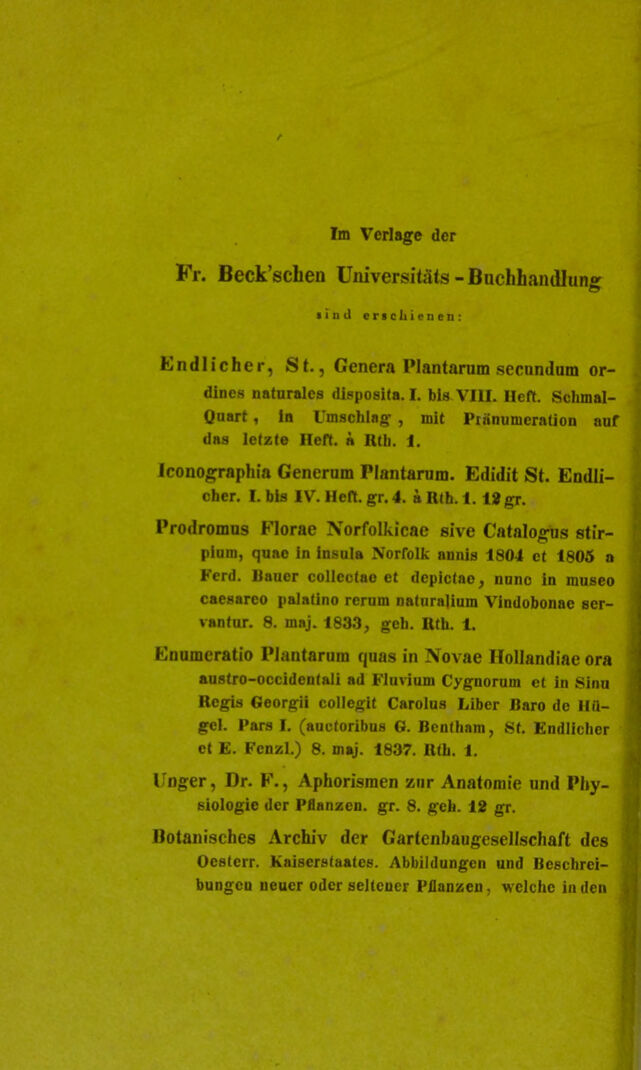 Im Verlage der
Fr. Beck'schen Universitäts-Buchhandlung
sind erschienen:
Endlicher, St., Genera Plantarum secundum or-
dines naturales disposita. I. bis VIII. Heft. Schmal-
Quart, in Umschlag, mit Pränumeration auf
das letzte Heft. à Rth. 1.
Iconographia Generum Plantarum. Edidit St. Endli-
cher. I. bis IV. Heft. gr. 4. à Rth. 1. 12 gr.
Prodromus Florae Norfolkicae sive Catalogus stir-
pium, quae in insula Norfolk annis 1804 et 1805 a
Ferd. Bauer collectae et depictae, nunc in museo
caesareo palatino rerum naturalium Vindobonae ser-
vantur. 8. maj. 1833, geh. Rth. 1.
Enumeratio Plantarum quas in Novae Hollandiae ora
austro-occidentali ad Fluvium Cygnorum et in Sinu
Regis Georgii collegit Carolus Liber Baro de Hü-
gel. Pars I. (auctoribus G. Bentham, St. Endlicher
et E. Fenzl.) 8. maj. 1837. Rth. 1.
Unger, Dr. F., Aphorismen zur Anatomie und Phy-
siologie der Pflanzen. gr. 8. geh. 12 gr.
Botanisches Archiv der Gartenbaugesellschaft des
Oesterr. Kaiserstaates. Abbildungen und Beschrei-
bungen neuer oder seltener Pflanzen, welche in den